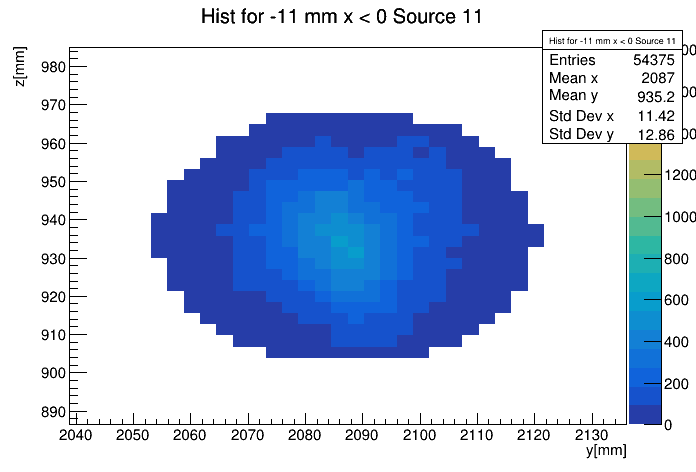 Hist for -11 mm x < 0 Source 11
Hist for -11 mm x < 0 Source 11
Entries 54375
Mean x 2087
Mean y 935.2
Std Dev x 11.42
Std Dev y 12.86
z[mm]
980
970
960
950
940
930
920
910
900
890
2040 2050 2060 2070 2080 2090 2100 2110 2120 2130
y[mm]
1200
1000
800
600
400
200
0